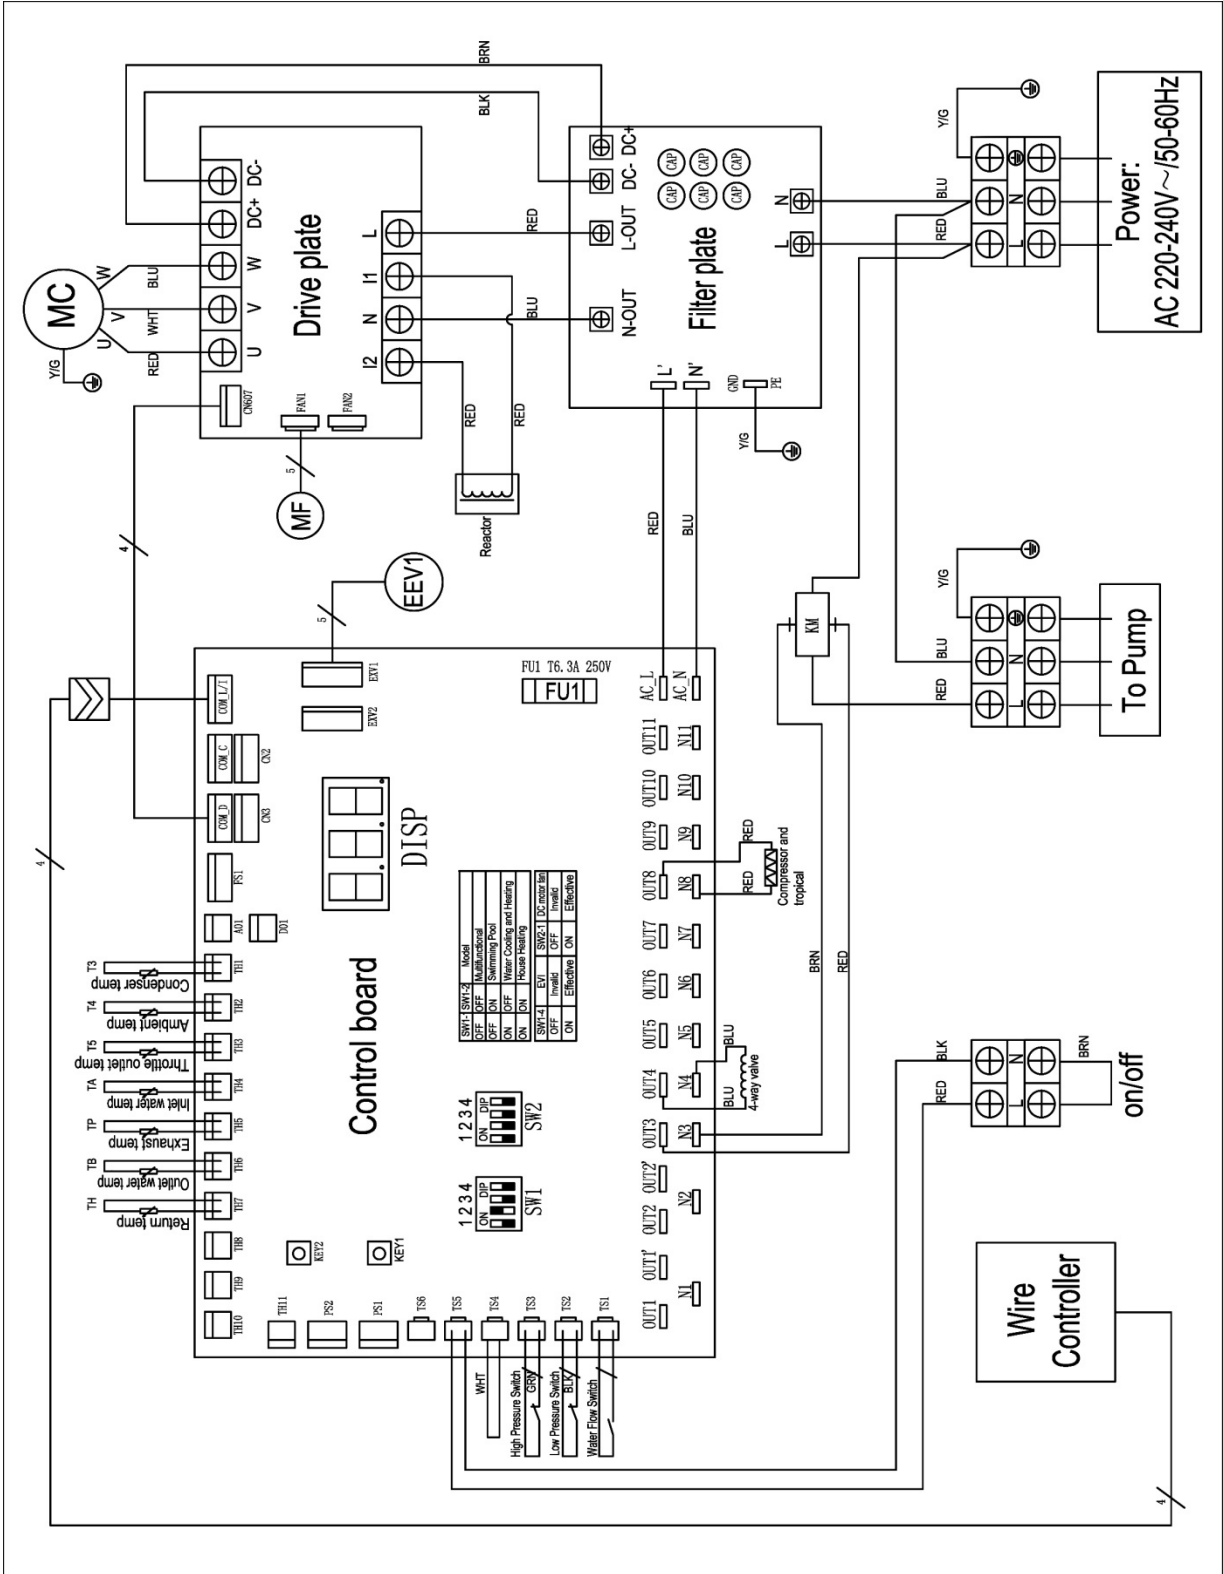 MC
U
V
W
Y/G
RED
WHT
BLU
BRN
BLK
Drive plate
U
V
W
DC+
DC-
I2
N
I1
L
CN607
FAN1
FAN2
5
MF
4
RED
RED
Reactor
BLU
RED
Filter plate
N-OUT
L-OUT
DC-
DC+
CAP
CAP
CAP
CAP
CAP
CAP
L
N
L'
N'
GND
PE
Y/G
RED
BLU
RED
BLU
Y/G
L
N
Power:
AC 220-240V～/50-60Hz
EEV1
5
4
Control board
COM_L/I
COM_C
CN2
COM_D
CN3
FS1
AO1
DO1
EXV1
EXV2
FU1 T6.3A 250V
FU1
DISP
T3
Condenser temp
TH1
T4
Ambient temp
TH2
T5
Throttle outlet temp
TH3
TA
Inlet water temp
TH4
TP
Exhaust temp
TH5
TB
Outlet water temp
TH6
TH
Return temp
TH7
TH8
TH9
TH10
TH11
PS2
PS1
TS6
TS5
TS4
TS3
TS2
TS1
KEY2
KEY1
SW1-1 SW1-2 Model
OFF OFF Multifunctional
OFF ON Swimming Pool
ON OFF Water Cooling and Heating
ON ON House Heating
SW1-4 EVI SW2-1 DC motor fan
OFF Invalid OFF Invalid
ON Effective ON Effective
1 2 3 4
ON DIP
SW1
1 2 3 4
ON DIP
SW2
WHT
High Pressure Switch
GRN
Low Pressure Switch
BLK
Water Flow Switch
OUT1
OUT1'
OUT2
OUT2'
OUT3
OUT4
OUT5
OUT6
OUT7
OUT8
OUT9
OUT10
OUT11
AC_L
N1
N2
N3
N4
N5
N6
N7
N8
N9
N10
N11
AC_N
BLU
BLU
4-way valve
RED
RED
Compressor and
tropical
BRN
RED
KM
RED
BLU
Y/G
L
N
To Pump
RED
BLK
L
N
BRN
on/off
Wire
Controller
4